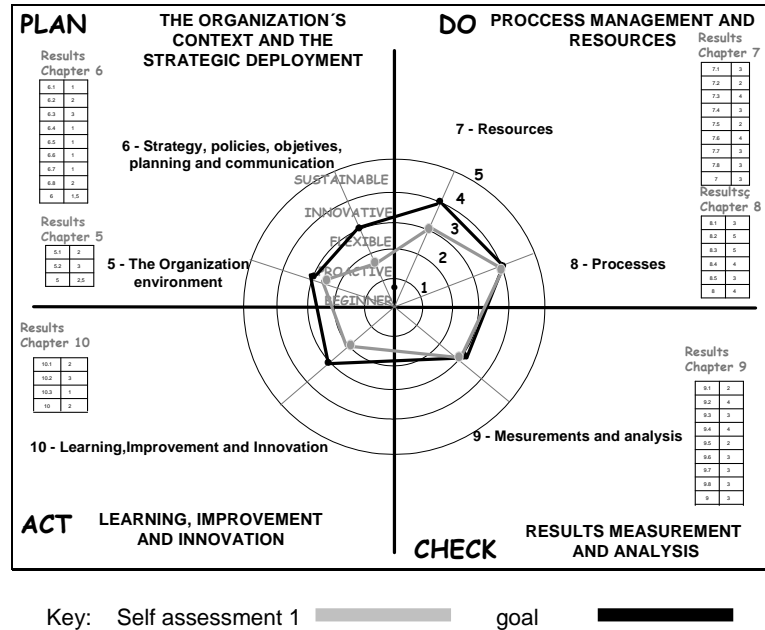 PLAN
THE ORGANIZATION´S
CONTEXT AND THE
STRATEGIC DEPLOYMENT
Results
Chapter 6
6.1 1
6.2 2
6.3 3
6.4 1
6.5 1
6.6 1
6.7 1
6.8 2
6 1,5
6 - Strategy, policies, objetives,
planning and communication
Results
Chapter 5
5.1 2
5.2 3
5 2,5
5 - The Organization
environment
DO
PROCCESS MANAGEMENT AND
RESOURCES
Results
Chapter 7
7.1 3
7.2 2
7.3 4
7.4 3
7.5 2
7.6 4
7.7 3
7.8 3
7 3
7 - Resources
Resultsç
Chapter 8
8.1 3
8.2 5
8.3 5
8.4 4
8.5 3
8 4
8 - Processes
SUSTAINABLE
INNOVATIVE
FLEXIBLE
ROACTIVE
BEGINNER
5
4
3
2
1
Results
Chapter 10
10.1 2
10.2 3
10.3 1
10 2
10 - Learning,Improvement and Innovation
ACT
LEARNING, IMPROVEMENT
AND INNOVATION
Results
Chapter 9
9.1 2
9.2 4
9.3 3
9.4 4
9.5 2
9.6 3
9.7 3
9.8 3
9 3
9 - Mesurements and analysis
CHECK
RESULTS MEASUREMENT
AND ANALYSIS
Key: Self assessment 1 goal